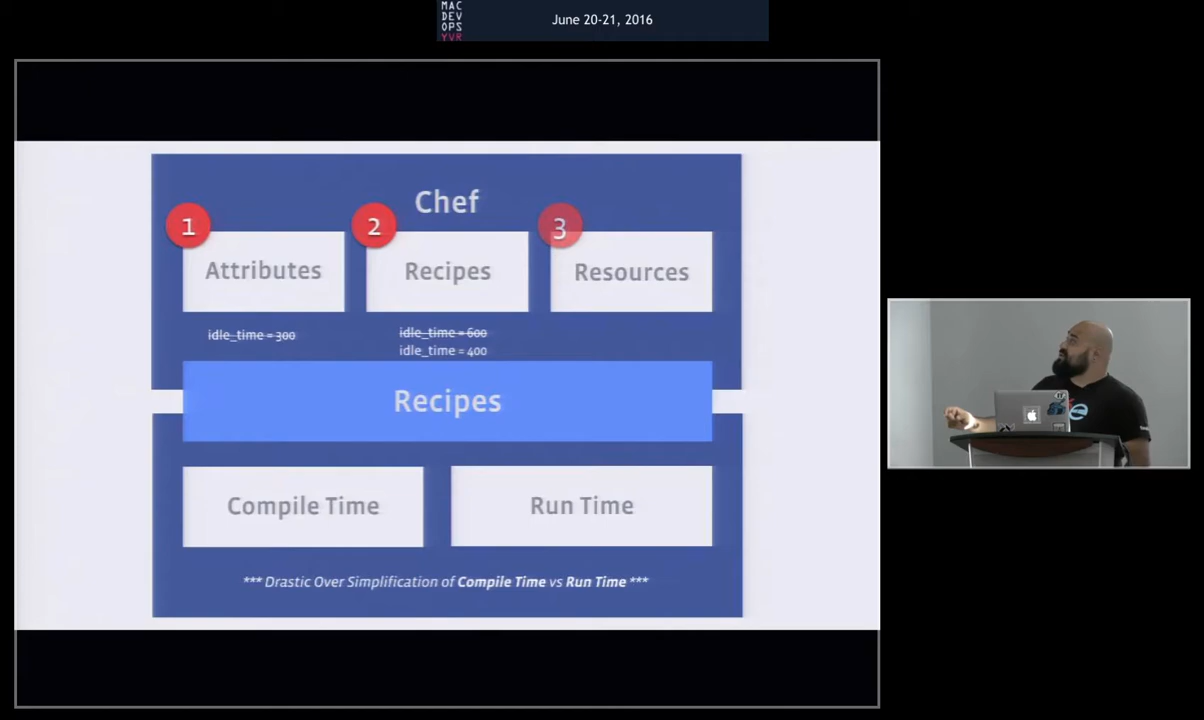 MAC
DEV
OPS
YVR
June 20-21, 2016
Chef
1
2
3
Attributes
Recipes
Resources
idle_time = 300
idle_time = 600
idle_time = 400
Recipes
Compile Time
Run Time
*** Drastic Over Simplification of Compile Time vs Run Time ***